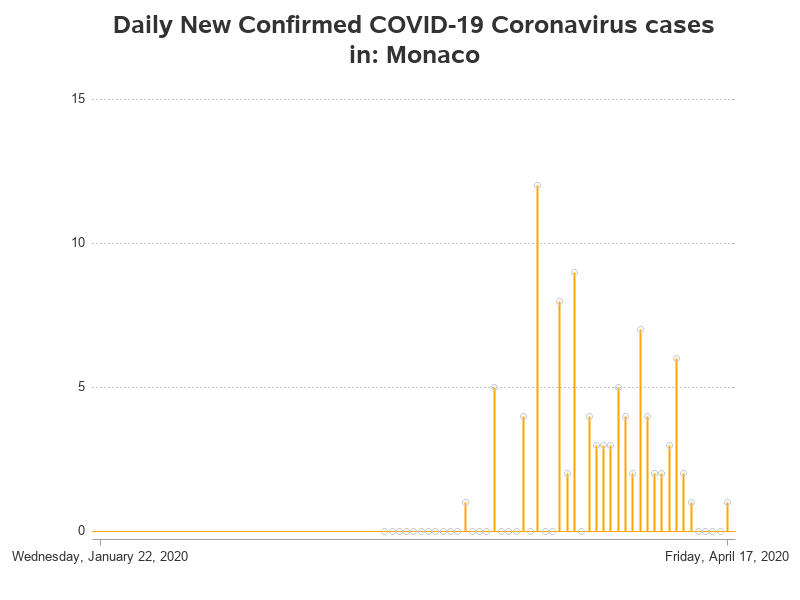 Daily New Confirmed COVID-19 Coronavirus cases
in: Monaco
15
10
5
0
Wednesday, January 22, 2020
Friday, April 17, 2020